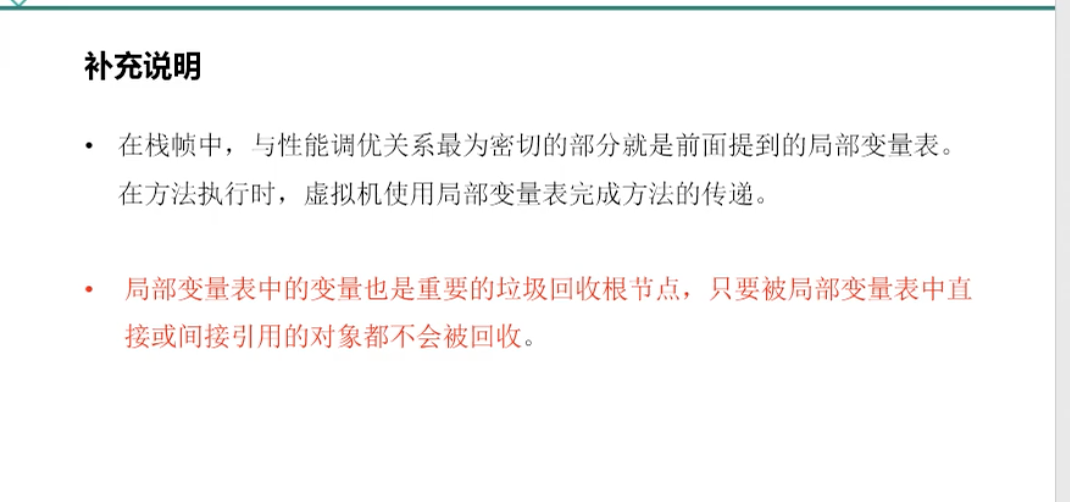 补充说明
• 在栈帧中，与性能调优关系最为密切的部分就是前面提到的局部变量表。
在方法执行时，虚拟机使用局部变量表完成方法的传递。
• 局部变量表中的变量也是重要的垃圾回收根节点，只要被局部变量表中直
接或间接引用的对象都不会被回收。